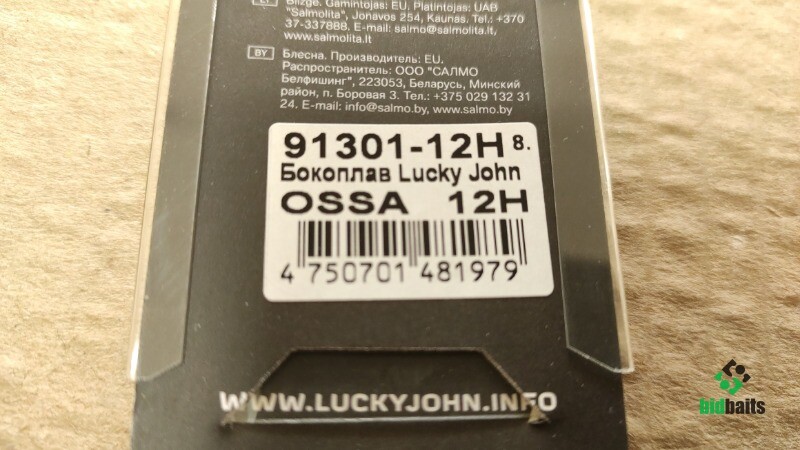 LT Blizgė. Gamintojas: EU, Platintojas: UAB
"Salmolita", Jonavos 254, Kaunas. Tel.: +370
37-337888. E-mail: salmo@salmolita.lt,
www.salmolita.lt
BY Блесна. Производитель: EU.
Распространитель: ООО "САЛМО
Белфишинг", 223053, Беларусь, Минский
район, п. Боровая 3. Тел.: +375 029 132 31
24. E-mail: info@salmo.by, www.salmo.by
91301-12H 8.
Бокоплав Lucky John
OSSA 12H
4 750701 481979
WWW.LUCKYJOHN.INFO
bidbaits